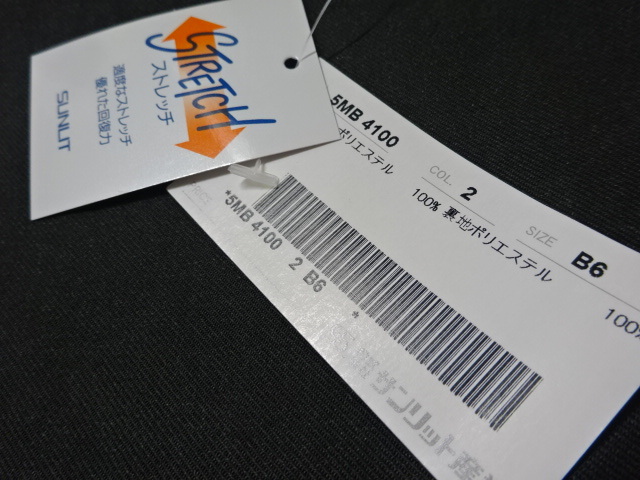 STRETCH
ストレッチ
適度なストレッチ
優れた回復力
SUNLIT
5MB 4100
COL. 2
SIZE B6
ポリエステル 100% 裏地ポリエステル 100%
*5MB4100 2 B6 *
サンリット産